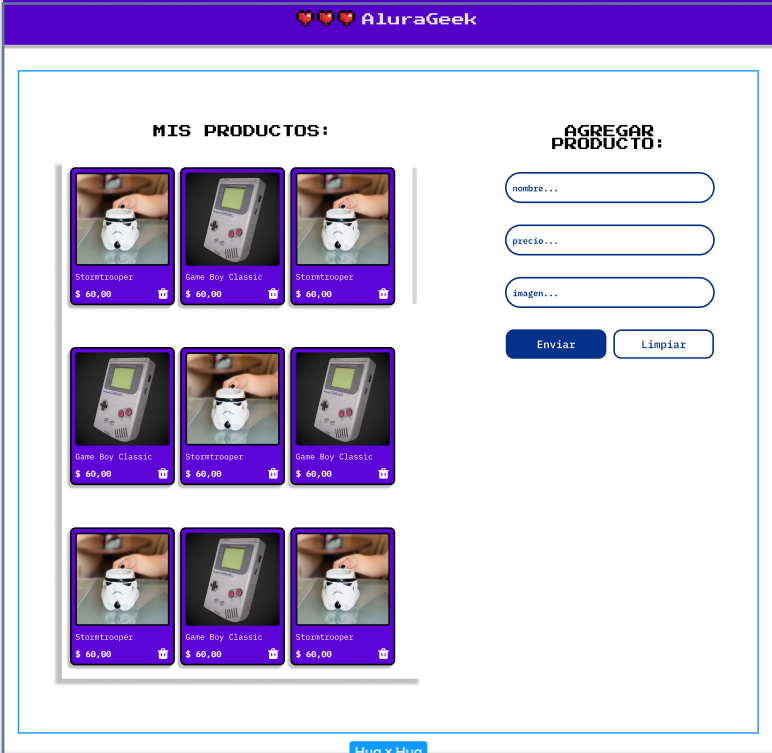 AluraGeek
MIS PRODUCTOS:
AGREGAR
PRODUCTO:
Stormtrooper
$ 60,00
Game Boy Classic
$ 60,00
Stormtrooper
$ 60,00
Game Boy Classic
$ 60,00
Stormtrooper
$ 60,00
Game Boy Classic
$ 60,00
Stormtrooper
$ 60,00
Game Boy Classic
$ 60,00
Stormtrooper
$ 60,00
nombre...
precio...
imagen...
Enviar
Limpiar
Hug x Hug